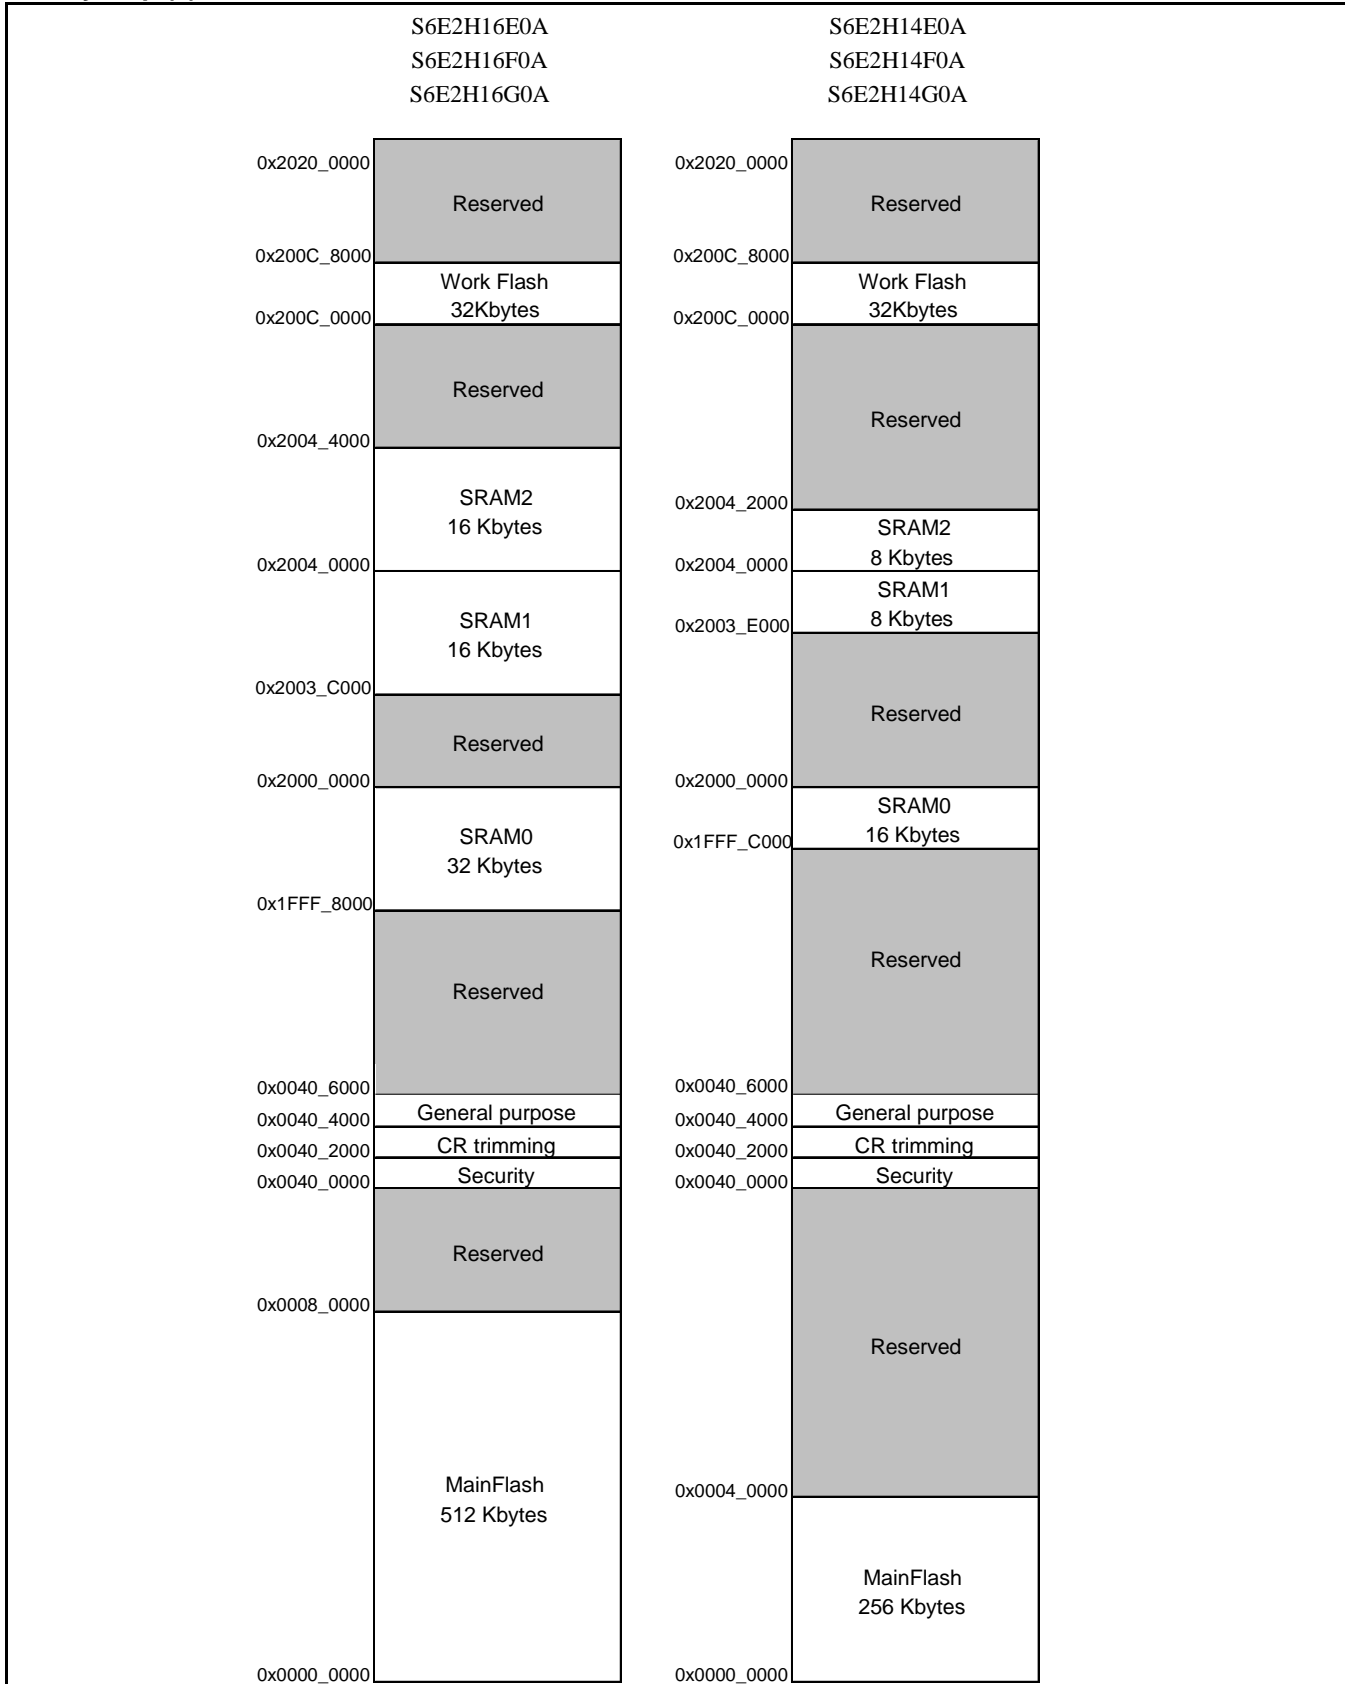 S6E2H16E0A
S6E2H16F0A
S6E2H16G0A
0x2020_0000
Reserved
0x200C_8000
Work Flash
32Kbytes
0x200C_0000
Reserved
0x2004_4000
SRAM2
16 Kbytes
0x2004_0000
SRAM1
16 Kbytes
0x2003_C000
Reserved
0x2000_0000
SRAM0
32 Kbytes
0x1FFF_8000
Reserved
0x0040_6000
General purpose
0x0040_4000
CR trimming
0x0040_2000
Security
0x0040_0000
Reserved
0x0008_0000
MainFlash
512 Kbytes
0x0000_0000
S6E2H14E0A
S6E2H14F0A
S6E2H14G0A
0x2020_0000
Reserved
0x200C_8000
Work Flash
32Kbytes
0x200C_0000
Reserved
0x2004_2000
SRAM2
8 Kbytes
0x2004_0000
SRAM1
8 Kbytes
0x2003_E000
Reserved
0x2000_0000
SRAM0
16 Kbytes
0x1FFF_C000
Reserved
0x0040_6000
General purpose
0x0040_4000
CR trimming
0x0040_2000
Security
0x0040_0000
Reserved
0x0004_0000
MainFlash
256 Kbytes
0x0000_0000